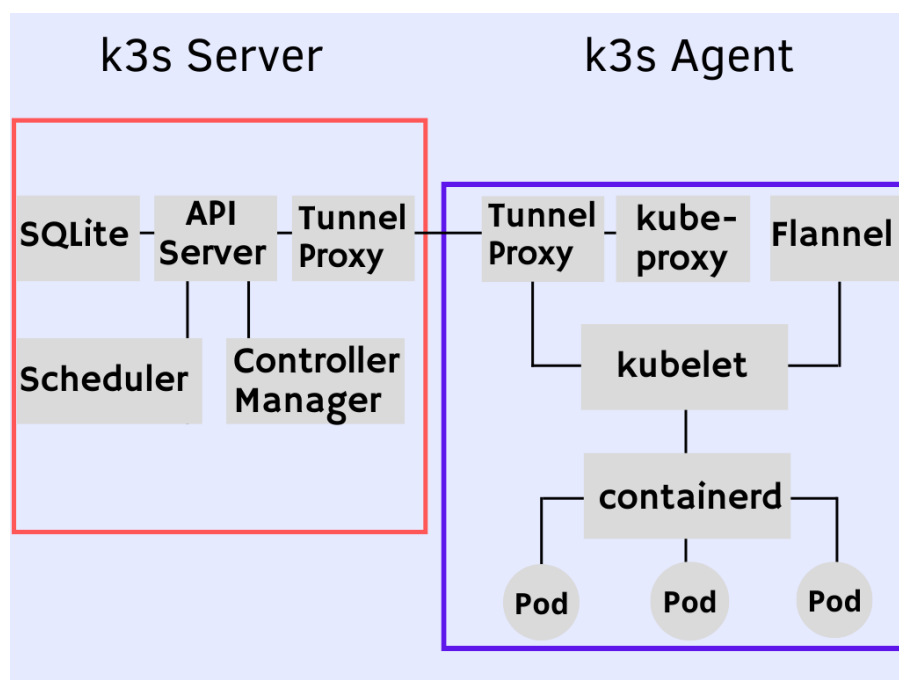 k3s Server
k3s Agent
SQLite
API
Server
Tunnel
Proxy
Scheduler
Controller
Manager
Tunnel
Proxy
kube-
proxy
Flannel
kubelet
containerd
Pod
Pod
Pod